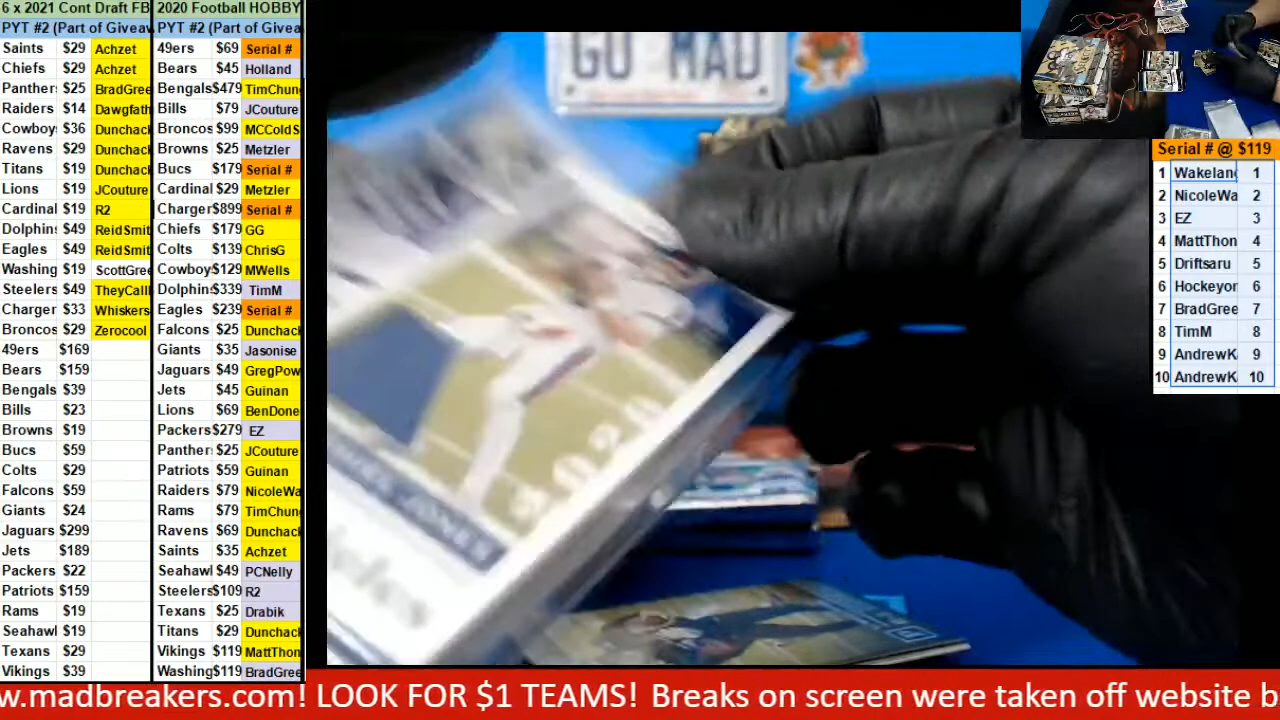 6 x 2021 Cont Draft FB
PYT #2 (Part of Giveaw
Saints $29 Achzet
Chiefs $29 Achzet
Panthers $25 BradGree
Raiders $14 Dawgfath
Cowboy $36 Dunchack
Ravens $29 Dunchack
Titans $19 Dunchack
Lions $19 JCouture
Cardinal $19 R2
Dolphins $49 ReidSmit
Eagles $49 ReidSmit
Washing $19 ScottGree
Steelers $49 TheyCalll
Charger $33 Whiskers
Broncos $29 Zerocool
49ers $169
Bears $159
Bengals $39
Bills $23
Browns $19
Bucs $59
Colts $29
Falcons $59
Giants $24
Jaguars $299
Jets $189
Packers $22
Patriots $159
Rams $19
Seahawl $19
Texans $29
Vikings $39
2020 Football HOBBY
PYT #2 (Part of Givea
49ers $69 Serial #
Bears $45 Holland
Bengals $479 TimChun
Bills $79 JCouture
Broncos $99 MCColdS
Browns $25 Metzler
Bucs $179 Serial #
Cardinal $29 Metzler
Charger $899 Serial #
Chiefs $179 GG
Colts $139 ChrisG
Cowboy $129 MWells
Dolphin $339 TimM
Eagles $239 Serial #
Falcons $25 Dunchack
Giants $35 Jasonise
Jaguars $49 GregPow
Jets $45 Guinan
Lions $69 BenDone
Packers $279 EZ
Panther $25 JCouture
Patriots $59 Guinan
Raiders $79 NicoleWa
Rams $79 TimChung
Ravens $69 Dunchack
Saints $35 Achzet
Seahawl $49 PCNelly
Steelers $109 R2
Texans $25 Drabik
Titans $29 Dunchack
Vikings $119 MattThon
Washing $119 BradGree
GO MAD
JONES
Serial # @ $119
1 Wakeland 1
2 NicoleWa 2
3 EZ 3
4 MattThon 4
5 Driftsaru 5
6 Hockeyor 6
7 BradGree 7
8 TimM 8
9 AndrewK 9
10 AndrewK 10
w.madbreakers.com! LOOK FOR $1 TEAMS! Breaks on screen were taken off website b